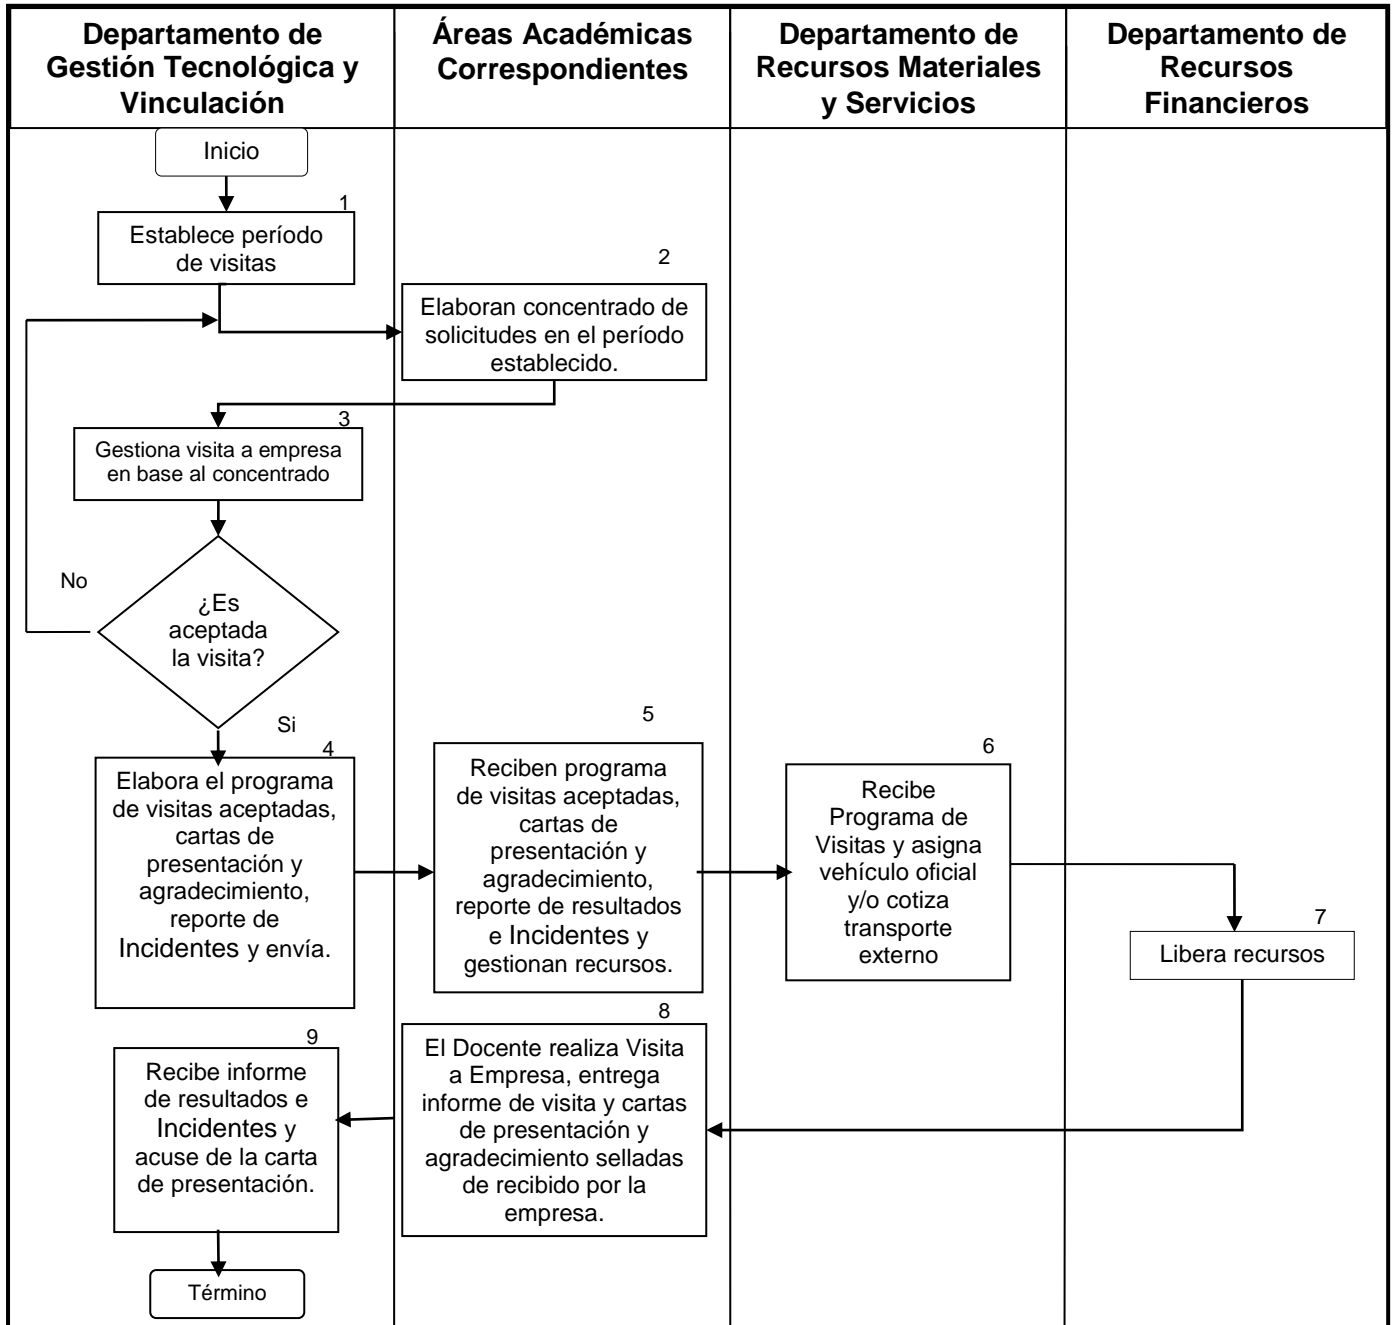 Departamento de
Gestión Tecnológica y
Vinculación
Áreas Académicas
Correspondientes
Departamento de
Recursos Materiales
y Servicios
Departamento de
Recursos
Financieros
Inicio
1
Establece período
de visitas
2
Elaboran concentrado de
solicitudes en el período
establecido.
3
Gestiona visita a empresa
en base al concentrado
No
¿Es
aceptada
la visita?
Si
4
Elabora el programa
de visitas aceptadas,
cartas de
presentación y
agradecimiento,
reporte de
Incidentes y envía.
5
Reciben programa
de visitas aceptadas,
cartas de
presentación y
agradecimiento,
reporte de resultados
e Incidentes y
gestionan recursos.
6
Recibe
Programa de
Visitas y asigna
vehículo oficial
y/o cotiza
transporte
externo
7
Libera recursos
8
El Docente realiza Visita
a Empresa, entrega
informe de visita y cartas
de presentación y
agradecimiento selladas
de recibido por la
empresa.
9
Recibe informe
de resultados e
Incidentes y
acuse de la carta
de presentación.
Término